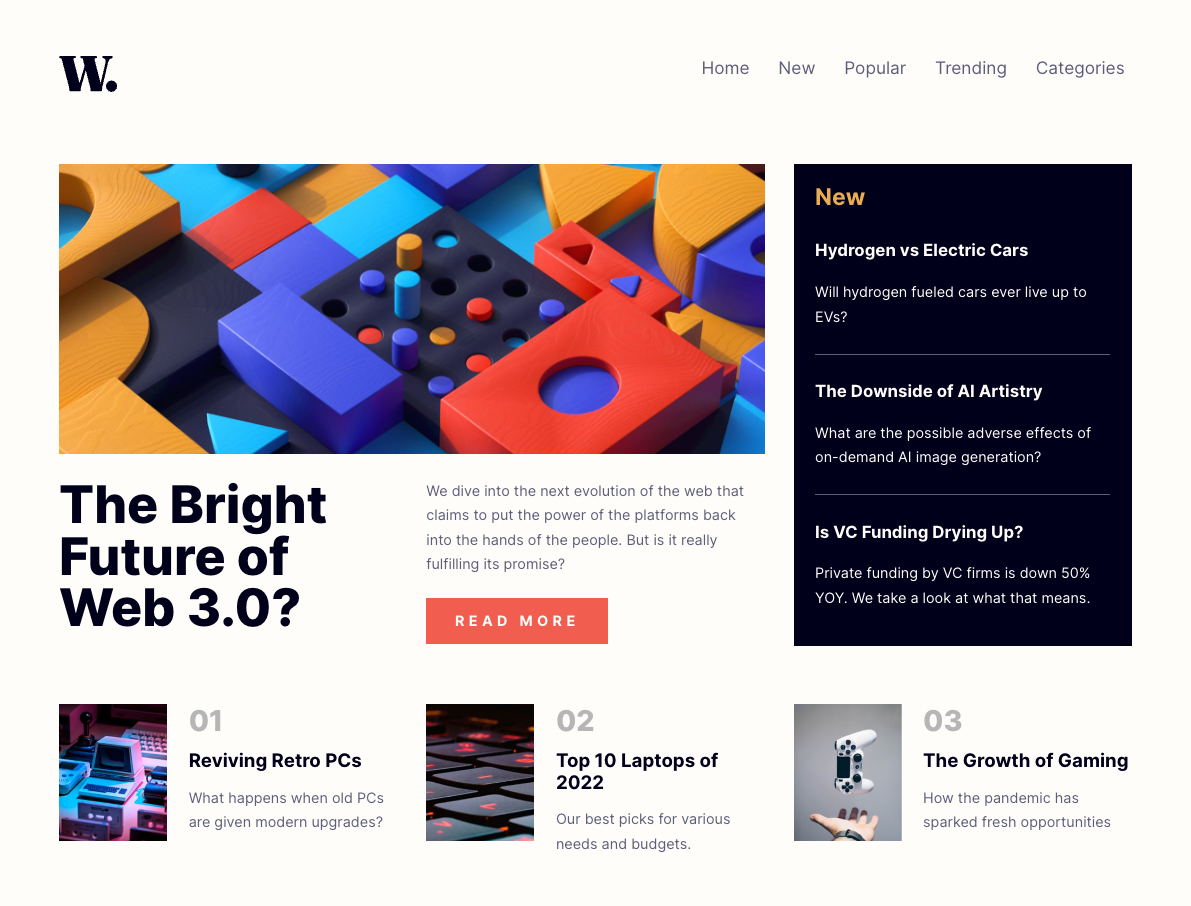 W.
Home New Popular Trending Categories
The Bright
Future of
Web 3.0?
We dive into the next evolution of the web that
claims to put the power of the platforms back
into the hands of the people. But is it really
fulfilling its promise?
READ MORE
New
Hydrogen vs Electric Cars
Will hydrogen fueled cars ever live up to
EVs?
The Downside of AI Artistry
What are the possible adverse effects of
on-demand AI image generation?
Is VC Funding Drying Up?
Private funding by VC firms is down 50%
YOY. We take a look at what that means.
01
Reviving Retro PCs
What happens when old PCs
are given modern upgrades?
02
Top 10 Laptops of
2022
Our best picks for various
needs and budgets.
03
The Growth of Gaming
How the pandemic has
sparked fresh opportunities